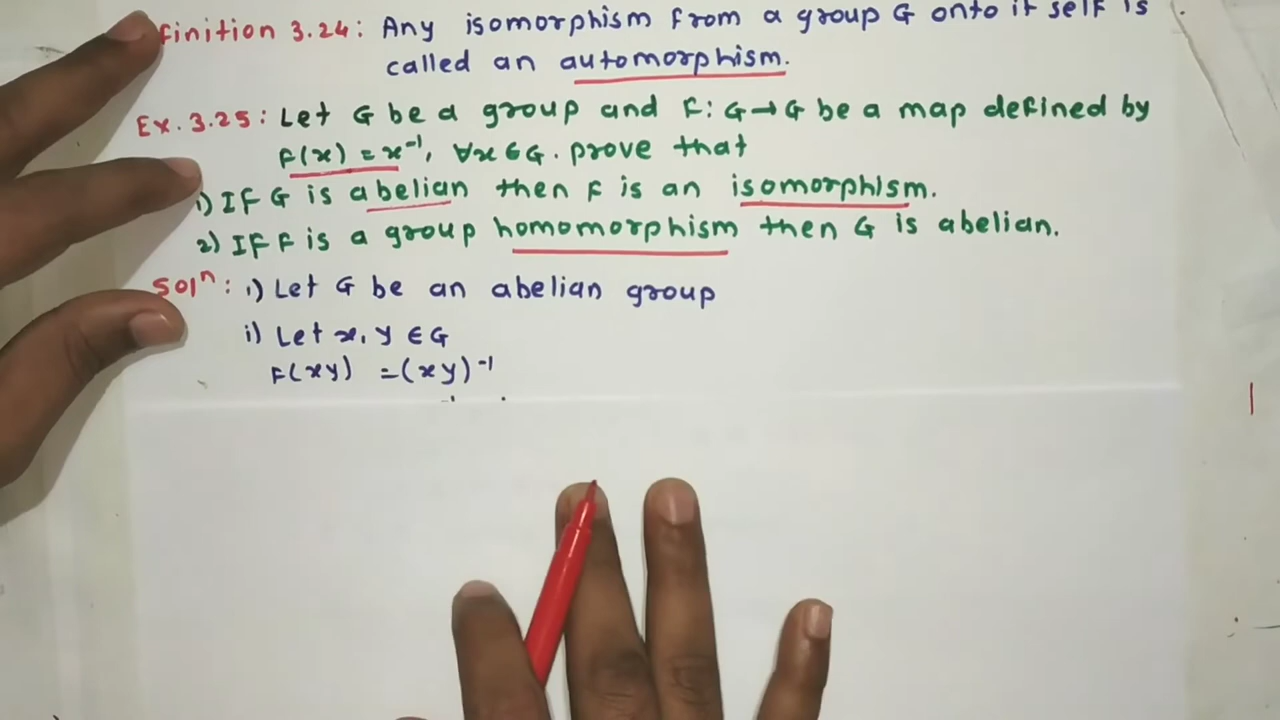 finition 3.24: Any isomorphism from a group G onto it self is
called an automorphism.
Ex. 3.25: Let G be a group and F: G→G be a map defined by
F(x) = x⁻¹, ∀x∈G. prove that
1) IF G is abelian then F is an isomorphism.
2) IF F is a group homomorphism then G is abelian.
Solⁿ: 1) Let G be an abelian group
i) Let x, y ∈ G
F(xy) = (xy)⁻¹